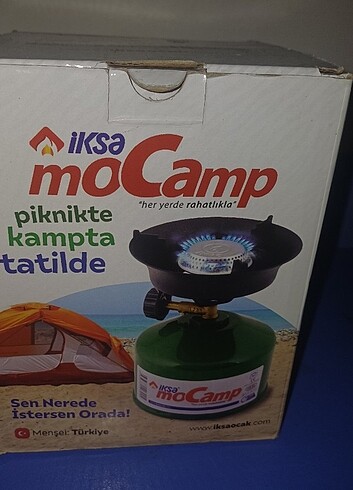 iksa
moCamp
"her yerde rahatlıkla"
piknikte
kampta
tatilde
iksa
moCamp
Sen Nerede
İstersen Orada!
Menşei: Türkiye
www.iksaocak.com